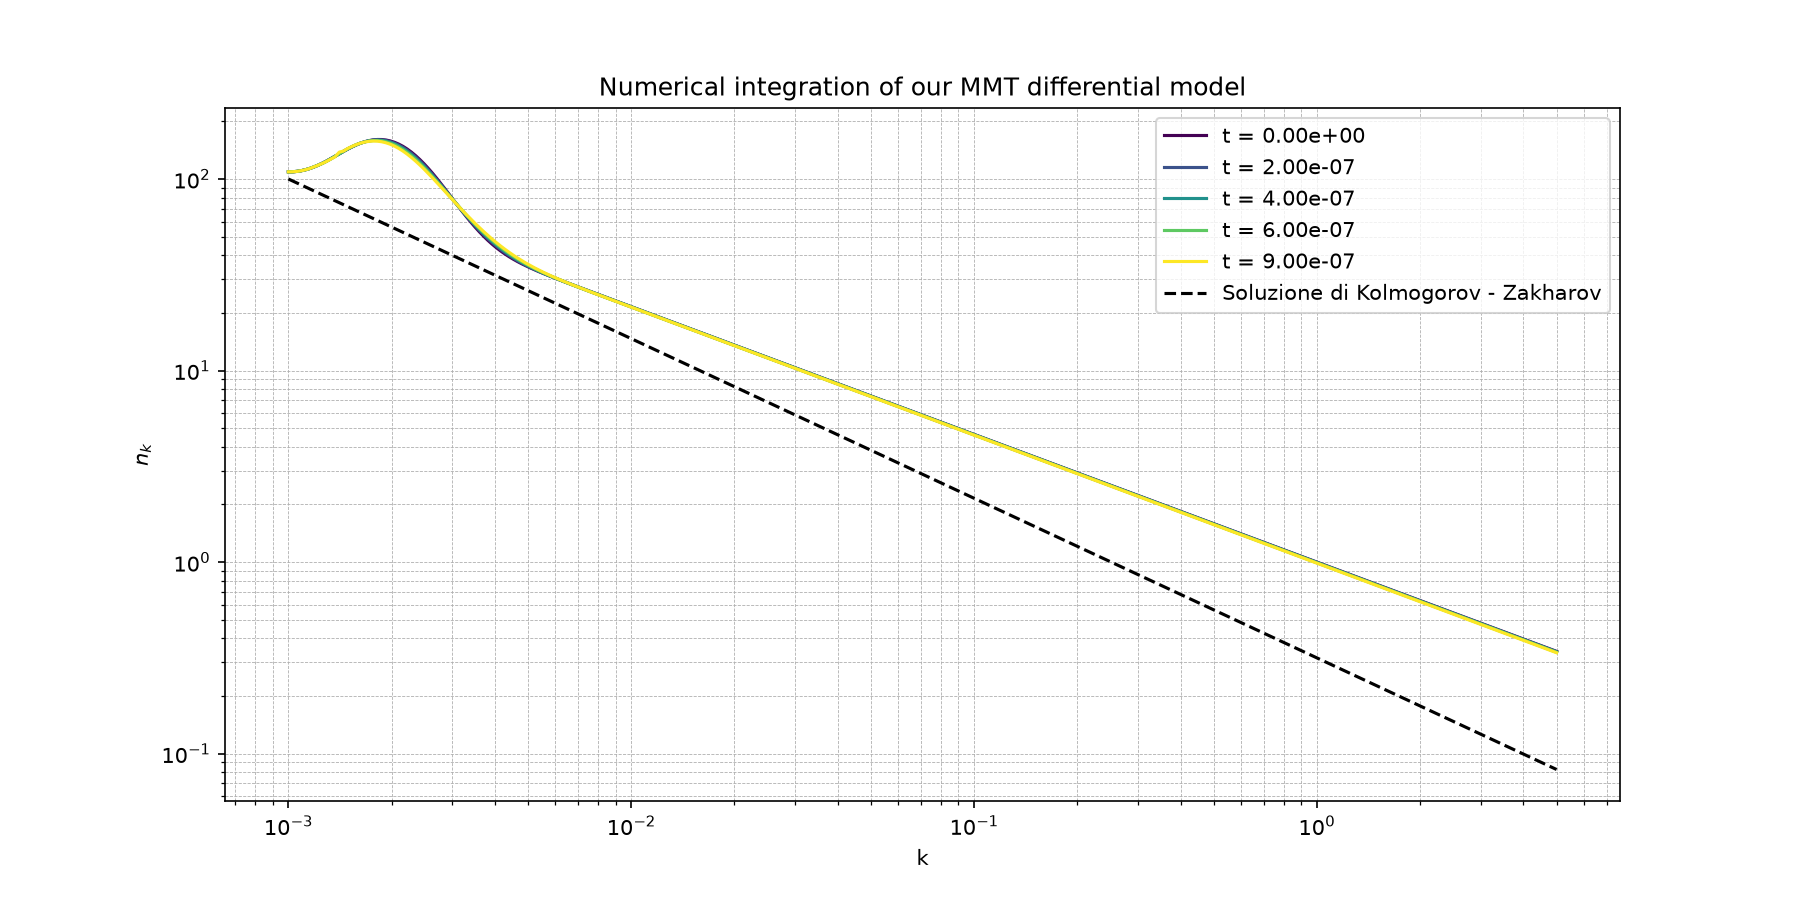 Numerical integration of our MMT differential model
t = 0.00e+00
t = 2.00e-07
t = 4.00e-07
t = 6.00e-07
t = 9.00e-07
Soluzione di Kolmogorov - Zakharov
10²
10¹
10⁰
10⁻¹
nₖ
10⁻³ 10⁻² 10⁻¹ 10⁰
k